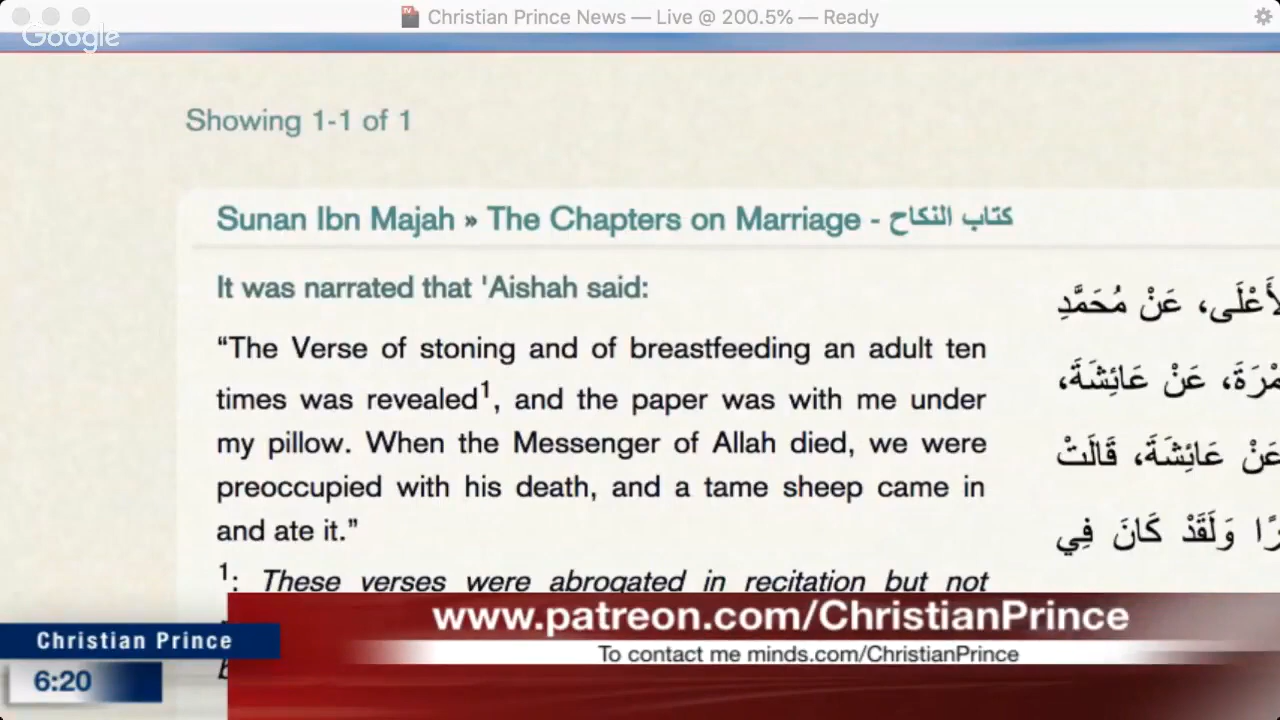 Christian Prince News — Live @ 200.5% — Ready
Google
Showing 1-1 of 1
Sunan Ibn Majah » The Chapters on Marriage - كتاب النكاح
It was narrated that 'Aishah said:
“The Verse of stoning and of breastfeeding an adult ten
times was revealed1, and the paper was with me under
my pillow. When the Messenger of Allah died, we were
preoccupied with his death, and a tame sheep came in
and ate it.”
1: These verses were abrogated in recitation but not
عَنْ مُحَمَّدِ
عَنْ عَائِشَةَ،
عَنْ عَائِشَةَ، قَالَتْ
وَلَقَدْ كَانَ فِي
www.patreon.com/ChristianPrince
Christian Prince
To contact me minds.com/ChristianPrince
6:20